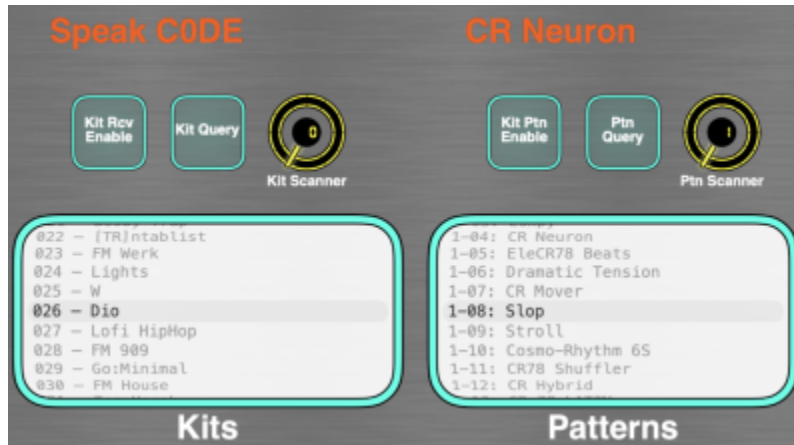 Speak C0DE
CR Neuron
Kit Rcv
Enable
Kit Query
0
Kit Scanner
Kit Ptn
Enable
Ptn
Query
1
Ptn Scanner
022 – [TR]ntablist
023 – FM Werk
024 – Lights
025 – W
026 – Dio
027 – Lofi HipHop
028 – FM 909
029 – Go:Minimal
030 – FM House
1-04: CR Neuron
1-05: EleCR78 Beats
1-06: Dramatic Tension
1-07: CR Mover
1-08: Slop
1-09: Stroll
1-10: Cosmo-Rhythm 6S
1-11: CR78 Shuffler
1-12: CR Hybrid
Kits
Patterns